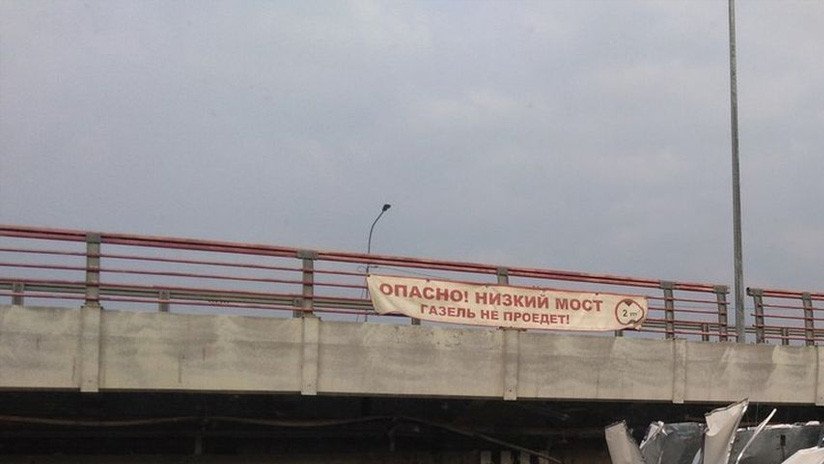 ОПАСНО! НИЗКИЙ МОСТ
ГАЗЕЛЬ НЕ ПРОЕДЕТ!
2 m